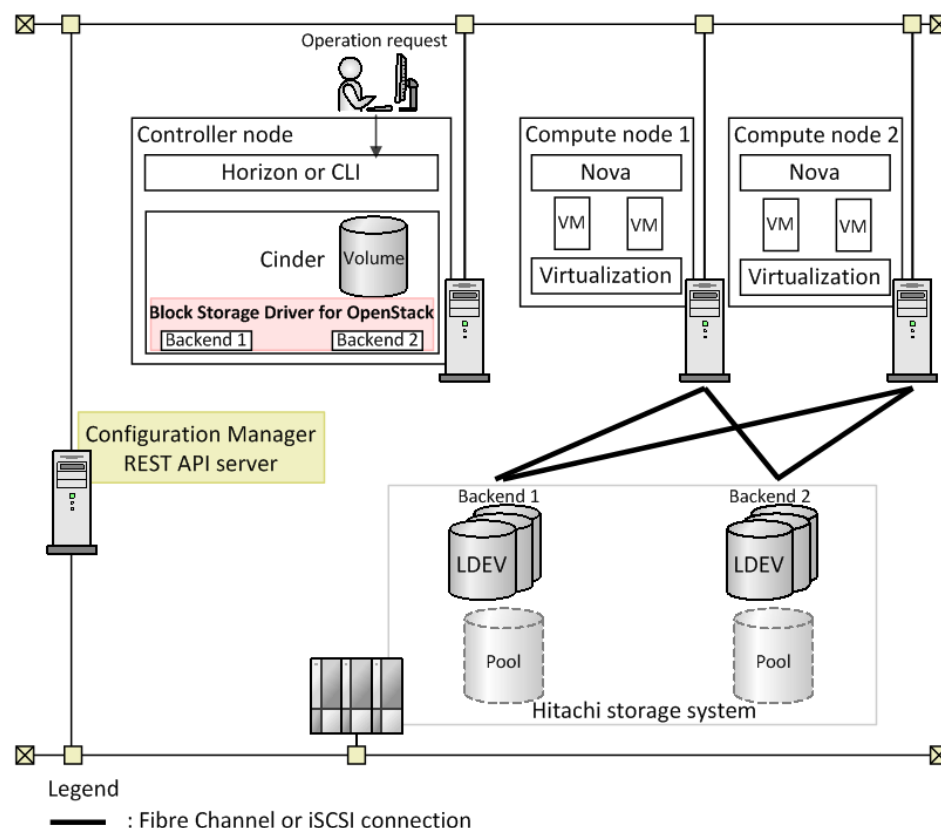 Operation request
Controller node
Horizon or CLI
Cinder
Volume
Block Storage Driver for OpenStack
Backend 1
Backend 2
Compute node 1
Nova
VM
VM
Virtualization
Compute node 2
Nova
VM
VM
Virtualization
Configuration Manager
REST API server
Backend 1
Backend 2
LDEV
LDEV
Pool
Pool
Hitachi storage system
Legend
: Fibre Channel or iSCSI connection